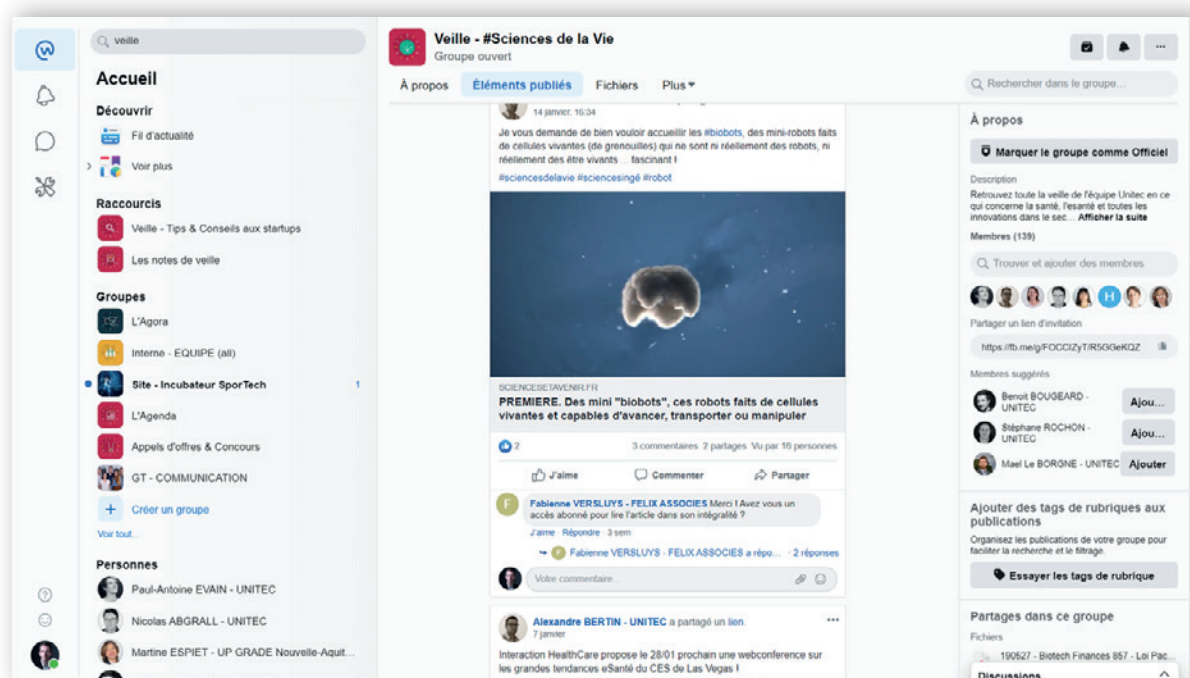 veille
Accueil
Découvrir
Fil d'actualité
Voir plus
Raccourcis
Veille - Tips & Conseils aux startups
Les notes de veille
Groupes
L'Agora
Interne - EQUIPE (all)
Site - Incubateur SporTech
1
L'Agenda
Appels d'offres & Concours
GT - COMMUNICATION
Créer un groupe
Voir tout...
Personnes
Paul-Antoine EVAIN - UNITEC
Nicolas ABGRALL - UNITEC
Martine ESPIET - UP GRADE Nouvelle-Aquit...
Veille - #Sciences de la Vie
Groupe ouvert
À propos
Éléments publiés
Fichiers
Plus
14 janvier, 16:34
Je vous demande de bien vouloir accueillir les #biobots, des mini-robots faits
de cellules vivantes (de grenouilles) qui ne sont ni réellement des robots, ni
réellement des être vivants ... fascinant !
#sciencesdelavie #sciencesingé #robot
SCIENCESETAVENIR.FR
PREMIERE. Des mini "biobots", ces robots faits de cellules
vivantes et capables d'avancer, transporter ou manipuler
2
3 commentaires 2 partages Vu par 16 personnes
J'aime
Commenter
Partager
F
Fabienne VERSLUYS - FELIX ASSOCIES Merci ! Avez vous un
accès abonné pour lire l'article dans son intégralité ?
J'aime · Répondre · 3 sem
F
Fabienne VERSLUYS - FELIX ASSOCIES a répo... · 2 réponses
Votre commentaire...
Alexandre BERTIN - UNITEC a partagé un lien.
7 janvier
Interaction HealthCare propose le 28/01 prochain une webconference sur
les grandes tendances eSanté du CES de Las Vegas !
Rechercher dans le groupe...
À propos
Marquer le groupe comme Officiel
Description
Retrouvez toute la veille de l'équipe Unitec en ce
qui concerne la santé, l'esanté et toutes les
innovations dans le sec... Afficher la suite
Membres (139)
Trouver et ajouter des membres
H
Partager un lien d'invitation
https://fb.me/g/FOCCIZyT/R5GGeKQZ
Membres suggérés
Benoit BOUGEARD -
UNITEC
Ajou...
Stéphane ROCHON -
UNITEC
Ajou...
Mael Le BORGNE - UNITEC
Ajouter
Ajouter des tags de rubriques aux
publications
Organisez les publications de votre groupe pour
faciliter la recherche et le filtrage.
Essayer les tags de rubrique
Partages dans ce groupe
Fichiers
190527 - Biotech Finances 857 - Loi Pac...
Discussions